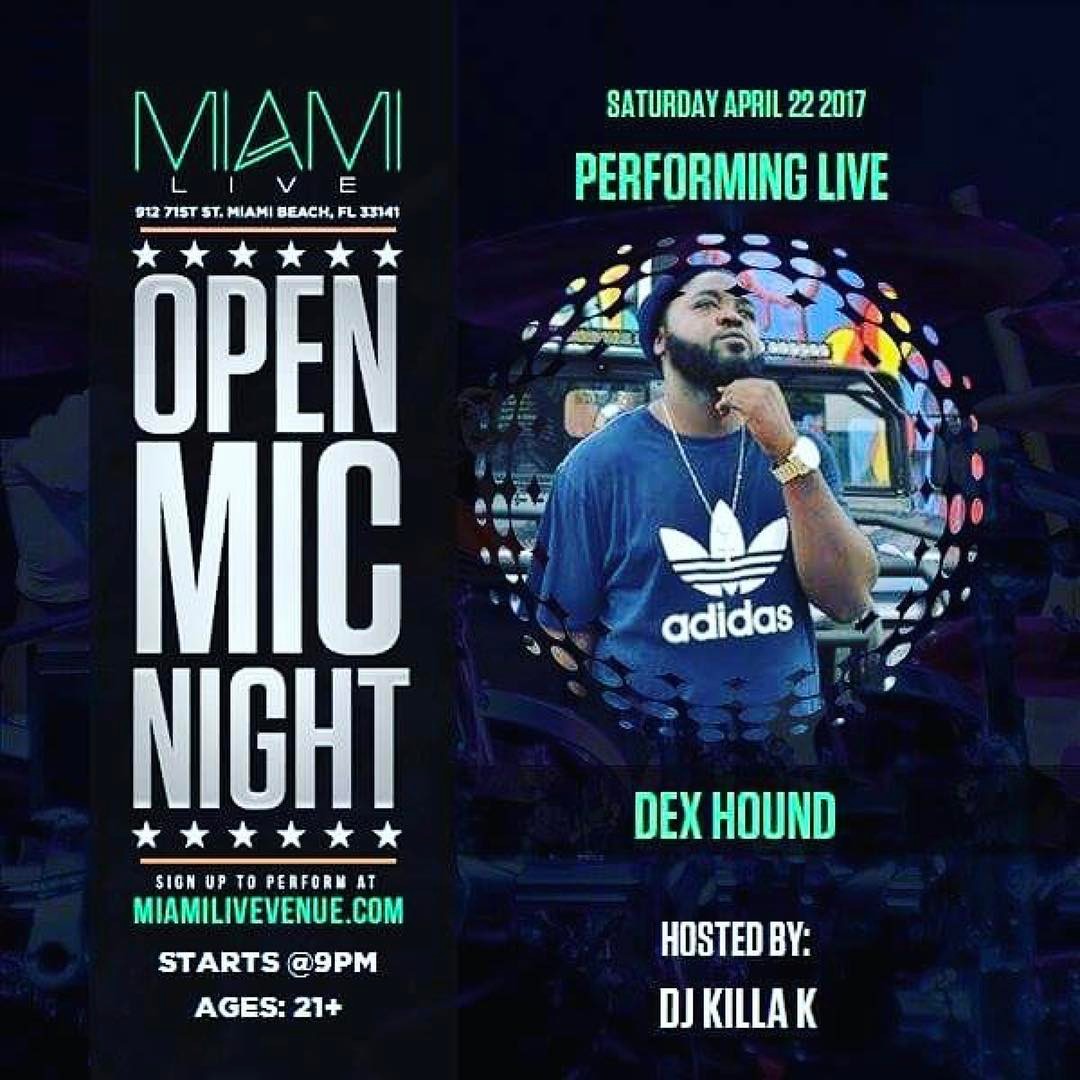 MIAMI
LIVE
912 71ST ST. MIAMI BEACH, FL 33141
OPEN
MIC
NIGHT
SIGN UP TO PERFORM AT
MIAMILIVEVENUE.COM
STARTS @9PM
AGES: 21+
SATURDAY APRIL 22 2017
PERFORMING LIVE
adidas
DEX HOUND
HOSTED BY:
DJ KILLA K